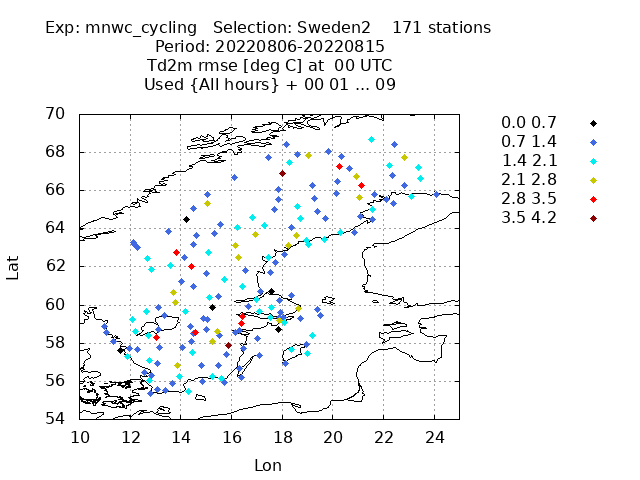 Exp: mnwc_cycling   Selection: Sweden2    171 stations
Period: 20220806-20220815
Td2m rmse [deg C] at  00 UTC
Used {All hours} + 00 01 ... 09
70
68
66
64
62
60
58
56
54
Lat
10 12 14 16 18 20 22 24
Lon
0.0 0.7
0.7 1.4
1.4 2.1
2.1 2.8
2.8 3.5
3.5 4.2